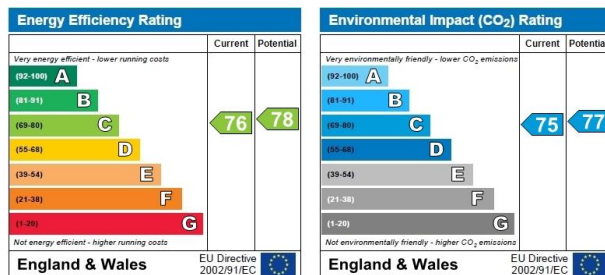 Energy Efficiency Rating
Current Potential
Very energy efficient - lower running costs
(92-100) A
(81-91) B
(69-80) C
76 78
(55-68) D
(39-54) E
(21-38) F
(1-20) G
Not energy efficient - higher running costs
England & Wales
EU Directive
2002/91/EC
Environmental Impact (CO₂) Rating
Current Potential
Very environmentally friendly - lower CO₂ emissions
(92-100) A
(81-91) B
(69-80) C
75 77
(55-68) D
(39-54) E
(21-38) F
(1-20) G
Not environmentally friendly - higher CO₂ emissions
England & Wales
EU Directive
2002/91/EC